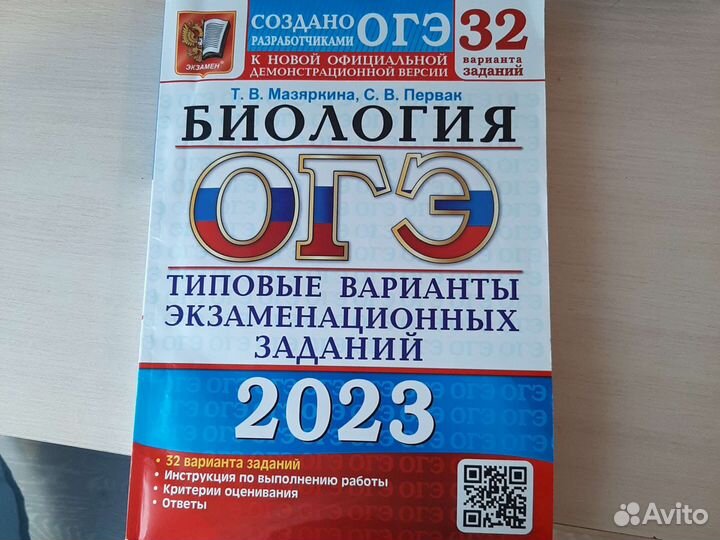 СОЗДАНО
РАЗРАБОТЧИКАМИ
ОГЭ
К НОВОЙ ОФИЦИАЛЬНОЙ
ДЕМОНСТРАЦИОННОЙ ВЕРСИИ
32
варианта
заданий
ЭКЗАМЕН
Т. В. Мазяркина, С. В. Первак
БИОЛОГИЯ
ОГЭ
ТИПОВЫЕ ВАРИАНТЫ
ЭКЗАМЕНАЦИОННЫХ
ЗАДАНИЙ
2023
• 32 варианта заданий
• Инструкция по выполнению работы
• Критерии оценивания
• Ответы
Avito